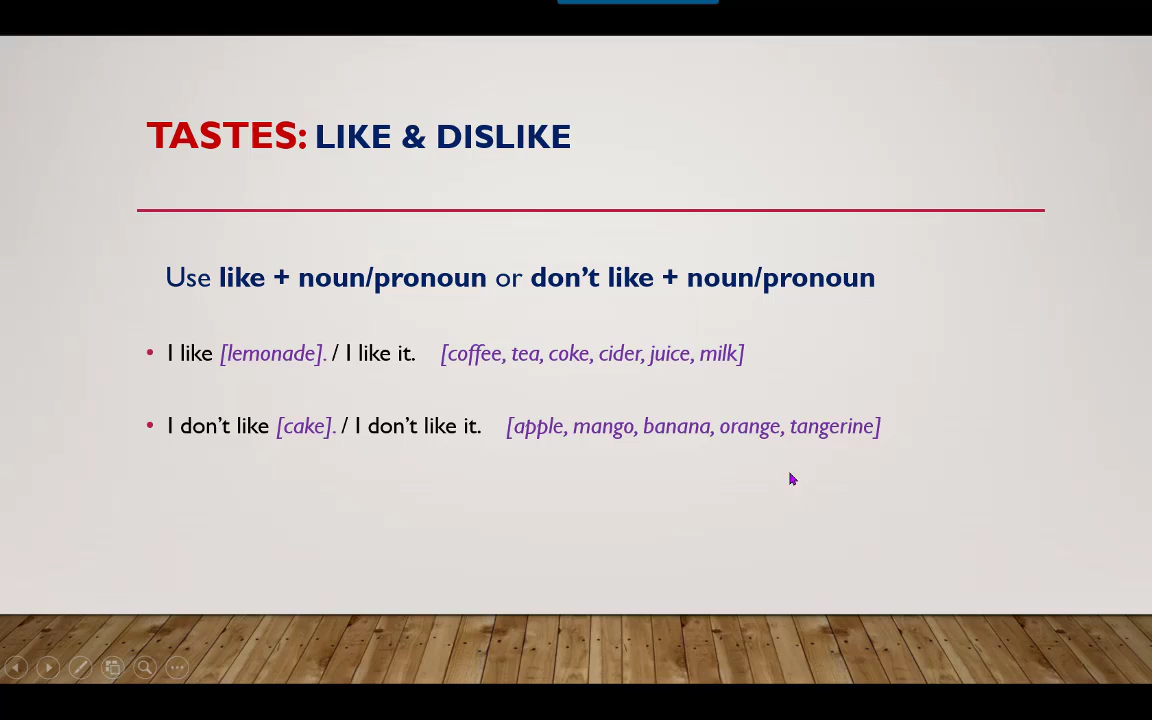 TASTES: LIKE & DISLIKE
Use like + noun/pronoun or don’t like + noun/pronoun
• I like [lemonade]. / I like it. [coffee, tea, coke, cider, juice, milk]
• I don’t like [cake]. / I don’t like it. [apple, mango, banana, orange, tangerine]